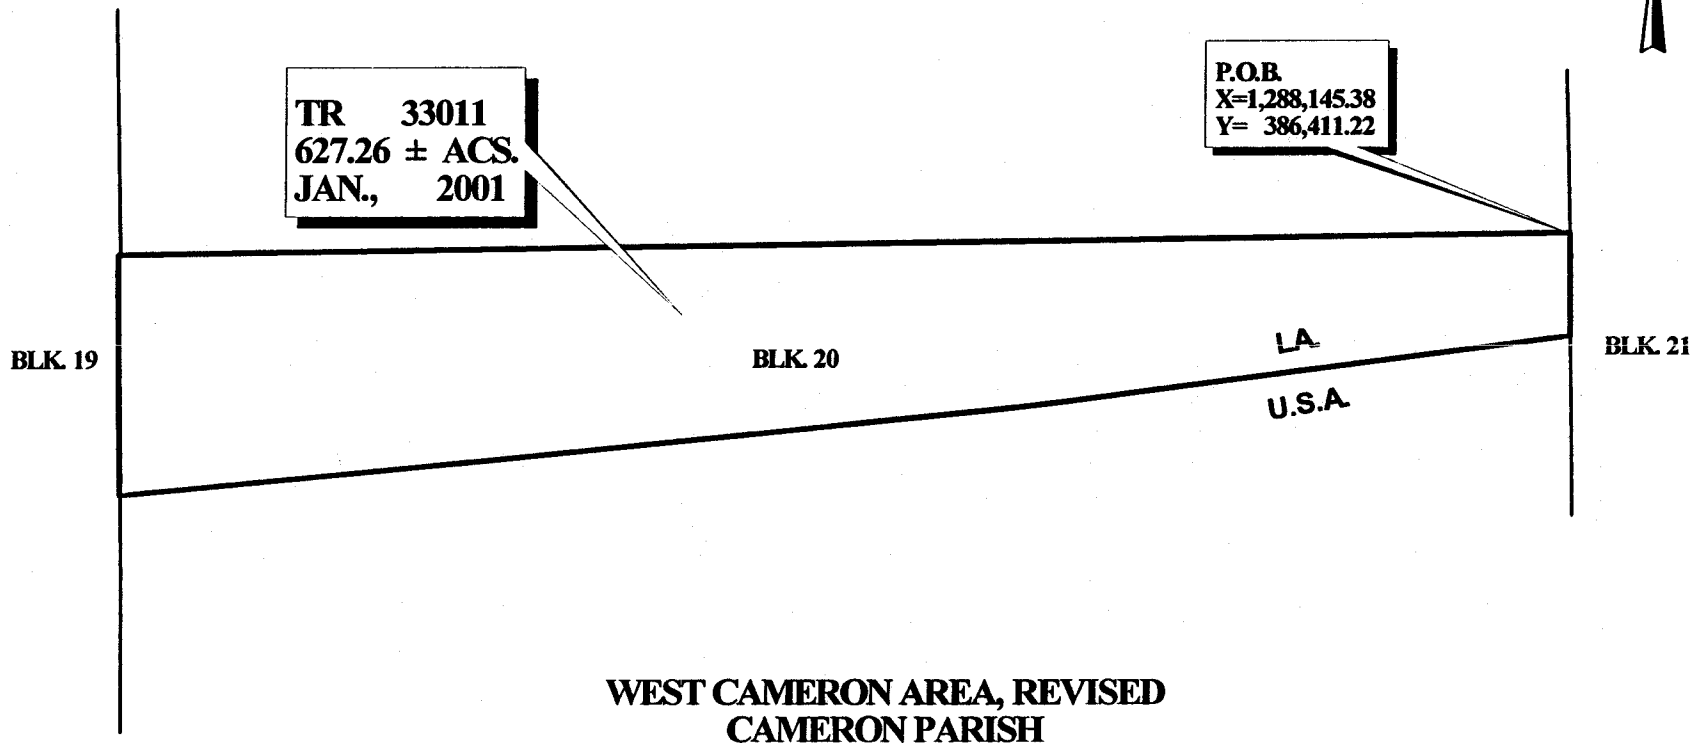 P.O.B.
X=1,288,145.38
Y= 386,411.22
TR 33011
627.26 ± ACS.
JAN., 2001
BLK. 19
BLK. 20
LA.
U.S.A.
BLK. 21
WEST CAMERON AREA, REVISED
CAMERON PARISH